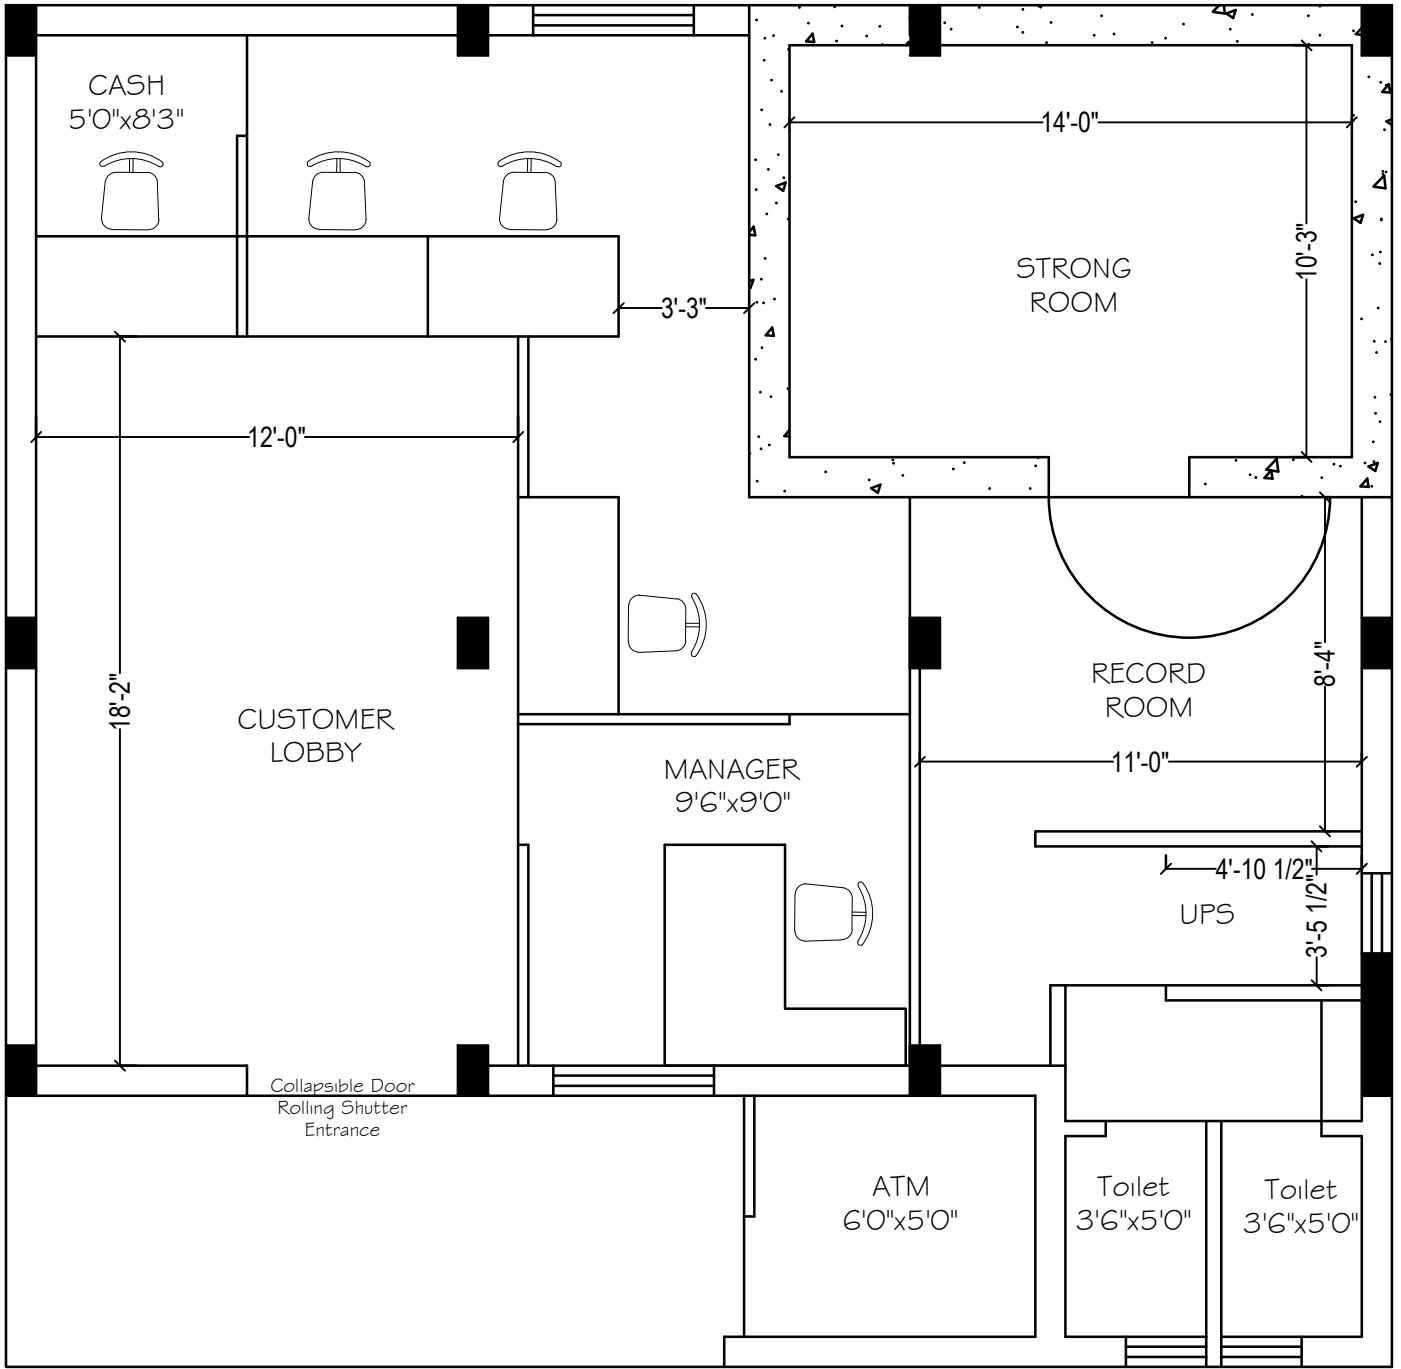 CASH
5'0"x8'3"
14'-0"
10'-3"
STRONG
ROOM
3'-3"
12'-0"
18'-2"
CUSTOMER
LOBBY
RECORD
ROOM
8'-4"
11'-0"
MANAGER
9'6"x9'0"
4'-10 1/2"
3'-5 1/2"
UPS
Collapsible Door
Rolling Shutter
Entrance
ATM
6'0"x5'0"
Toilet
3'6"x5'0"
Toilet
3'6"x5'0"